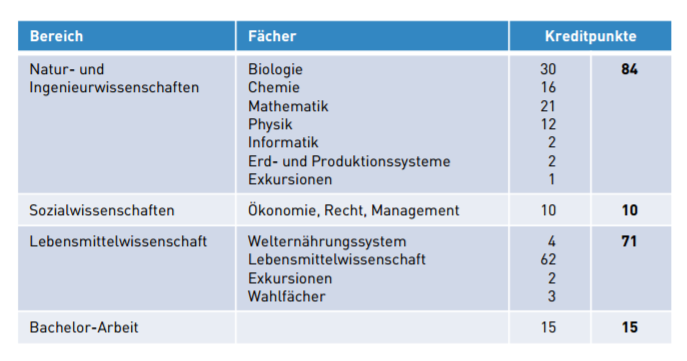 Bereich Fächer Kreditpunkte
Natur- und Biologie 30 84
Ingenieurwissenschaften Chemie 16
Mathematik 21
Physik 12
Informatik 2
Erd- und Produktionssysteme 2
Exkursionen 1
Sozialwissenschaften Ökonomie, Recht, Management 10 10
Lebensmittelwissenschaft Welternährungssystem 4 71
Lebensmittelwissenschaft 62
Exkursionen 2
Wahlfächer 3
Bachelor-Arbeit 15 15